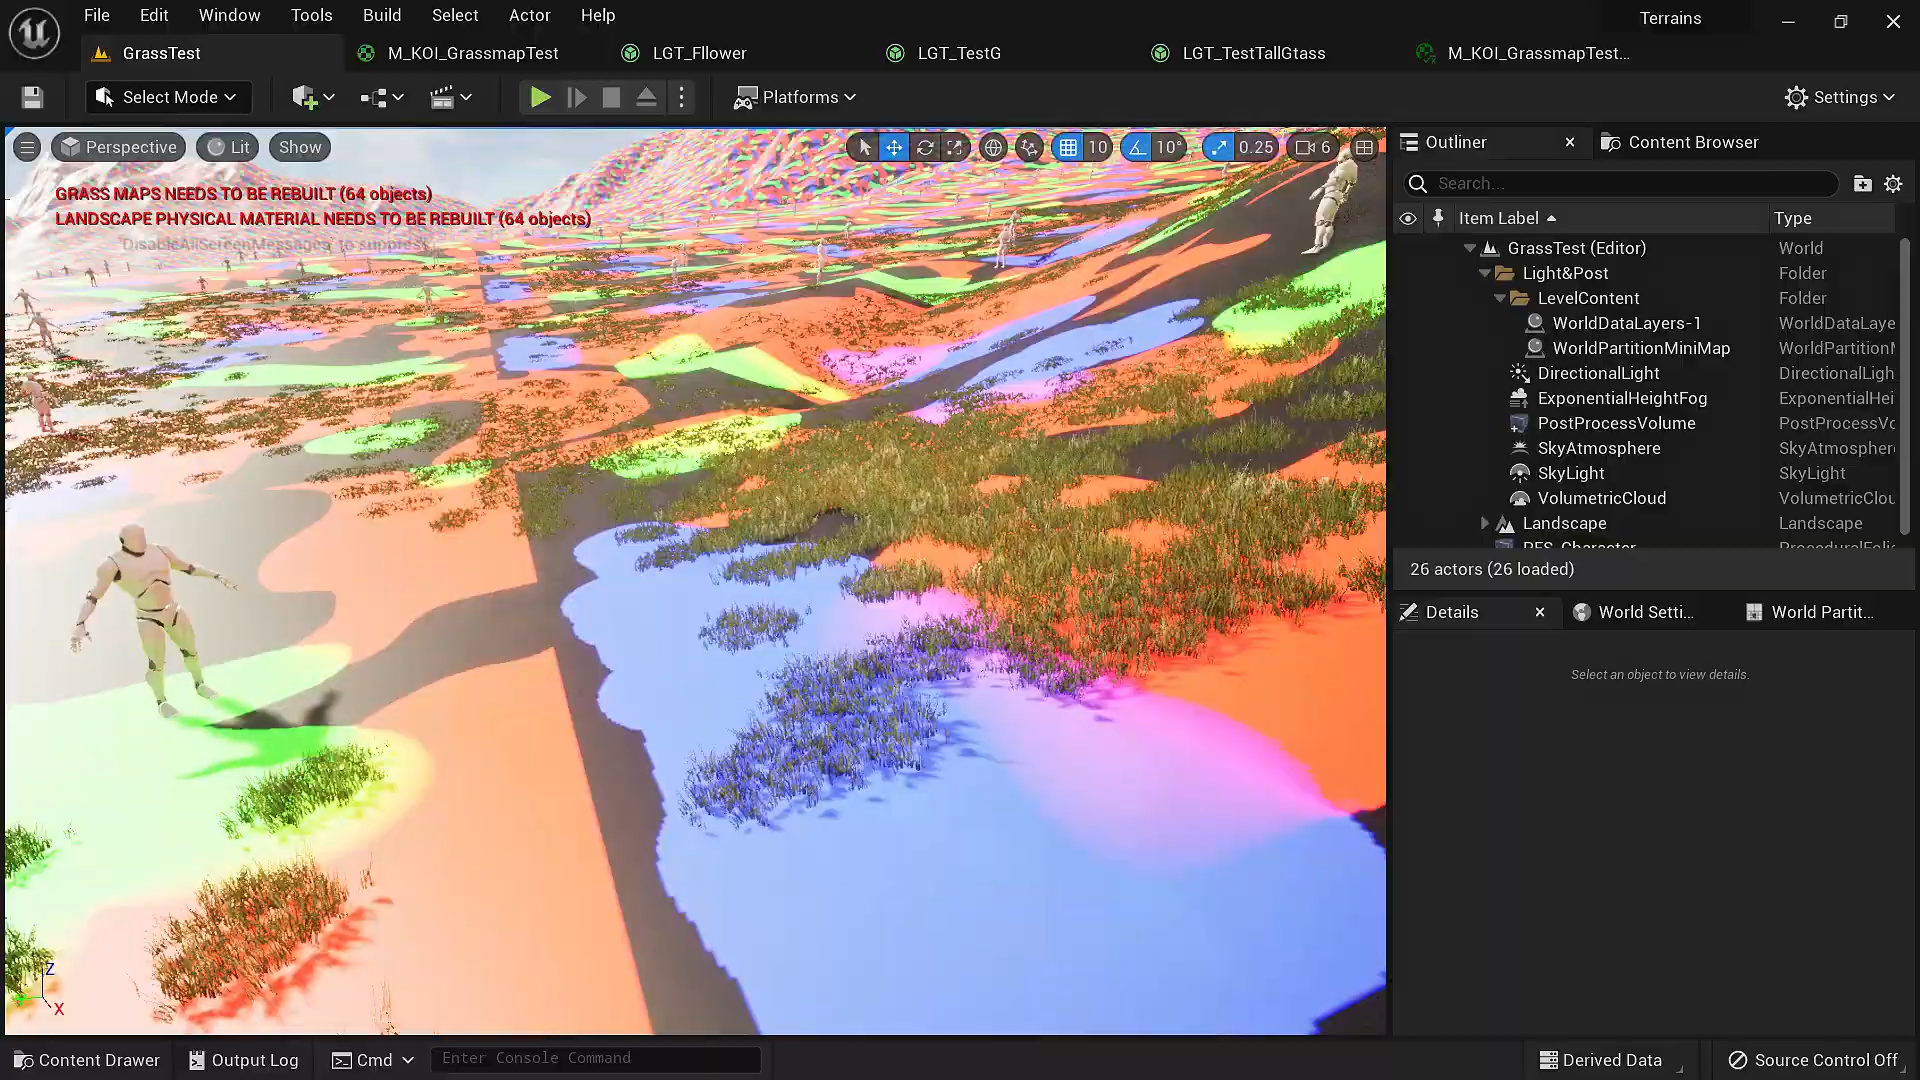 File Edit Window Tools Build Select Actor Help
Terrains
GrassTest M_KOI_GrassmapTest LGT_Fllower LGT_TestG LGT_TestTallGtass M_KOI_GrassmapTest...
Select Mode Platforms Settings
Perspective Lit Show 10 10° 0.25 6
GRASS MAPS NEEDS TO BE REBUILT (64 objects)
LANDSCAPE PHYSICAL MATERIAL NEEDS TO BE REBUILT (64 objects)
'DisableAllScreenMessages' to suppress
Z
X
Outliner Content Browser
Search...
Item Label Type
GrassTest (Editor) World
Light&Post Folder
LevelContent Folder
WorldDataLayers-1 WorldDataLaye
WorldPartitionMiniMap WorldPartitionM
DirectionalLight DirectionalLigh
ExponentialHeightFog ExponentialHei
PostProcessVolume PostProcessVo
SkyAtmosphere SkyAtmospher
SkyLight SkyLight
VolumetricCloud VolumetricClou
Landscape Landscape
PFS_Character ProceduralFoli
26 actors (26 loaded)
Details World Setti... World Partit...
Select an object to view details.
Content Drawer Output Log Cmd Enter Console Command Derived Data Source Control Off